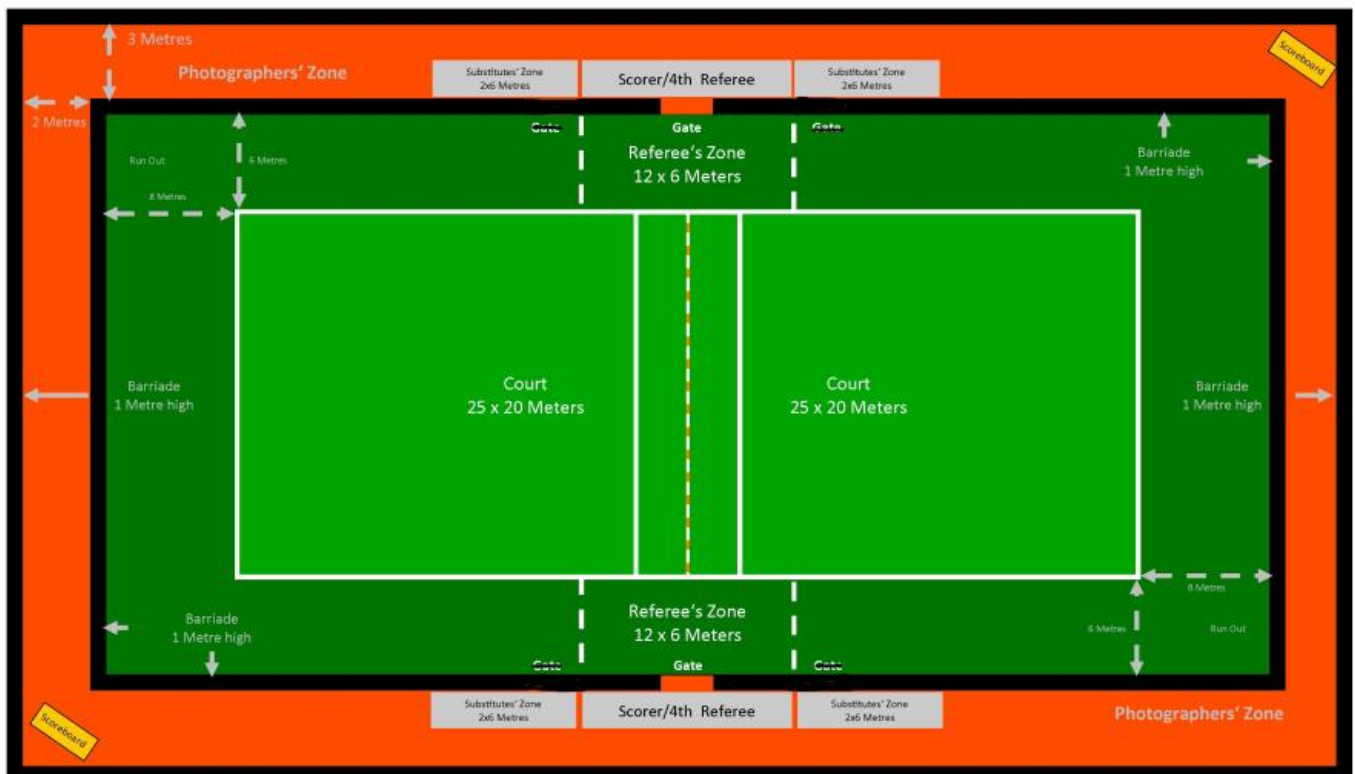 3 Metres
Scoreboard
Photographers' Zone
Substitutes' Zone
2x6 Metres
Scorer/4th Referee
Substitutes' Zone
2x6 Metres
2 Metres
Gate
Gate
Gate
Run Out
6 Metres
Referee's Zone
12 x 6 Meters
Barriade
1 Metre high
8 Metres
Barriade
1 Metre high
Court
25 x 20 Meters
Court
25 x 20 Meters
Barriade
1 Metre high
8 Metres
Barriade
1 Metre high
Referee's Zone
12 x 6 Meters
6 Metres
Run Out
Gate
Gate
Gate
Substitutes' Zone
2x6 Metres
Scorer/4th Referee
Substitutes' Zone
2x6 Metres
Photographers' Zone
Scoreboard